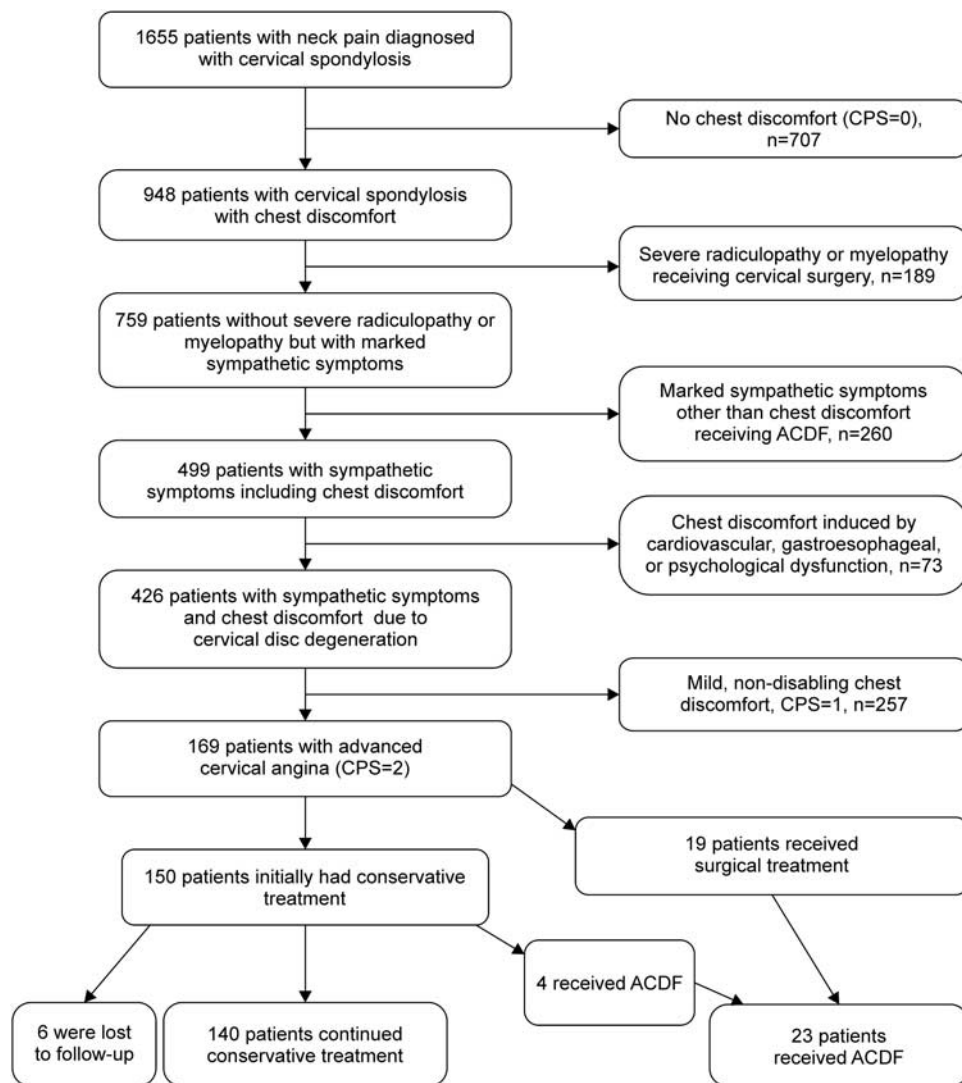 1655 patients with neck pain diagnosed
with cervical spondylosis
No chest discomfort (CPS=0),
n=707
948 patients with cervical spondylosis
with chest discomfort
Severe radiculopathy or myelopathy
receiving cervical surgery, n=189
759 patients without severe radiculopathy or
myelopathy but with marked
sympathetic symptoms
Marked sympathetic symptoms
other than chest discomfort
receiving ACDF, n=260
499 patients with sympathetic
symptoms including chest discomfort
Chest discomfort induced by
cardiovascular, gastroesophageal,
or psychological dysfunction, n=73
426 patients with sympathetic symptoms
and chest discomfort due to
cervical disc degeneration
Mild, non-disabling chest
discomfort, CPS=1, n=257
169 patients with advanced
cervical angina (CPS=2)
19 patients received
surgical treatment
150 patients initially had conservative
treatment
4 received ACDF
6 were lost
to follow-up
140 patients continued
conservative treatment
23 patients
received ACDF